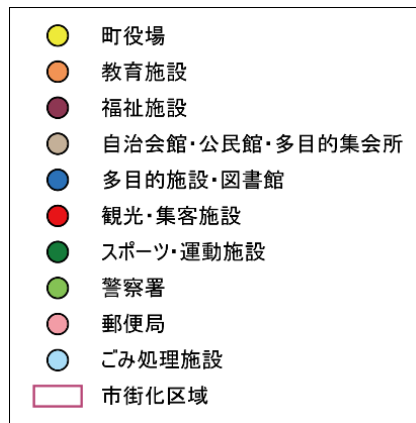 町役場
教育施設
福祉施設
自治会館・公民館・多目的集会所
多目的施設・図書館
観光・集客施設
スポーツ・運動施設
警察署
郵便局
ごみ処理施設
市街化区域